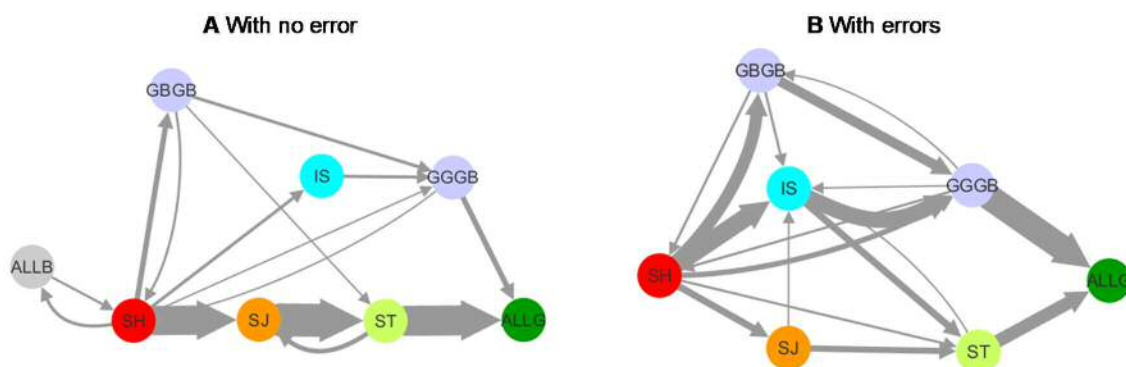 A With no error
GBGB
IS
GGGB
ALLB
SH
SJ
ST
ALLG
B With errors
GBGB
IS
GGGB
SH
ALLG
SJ
ST